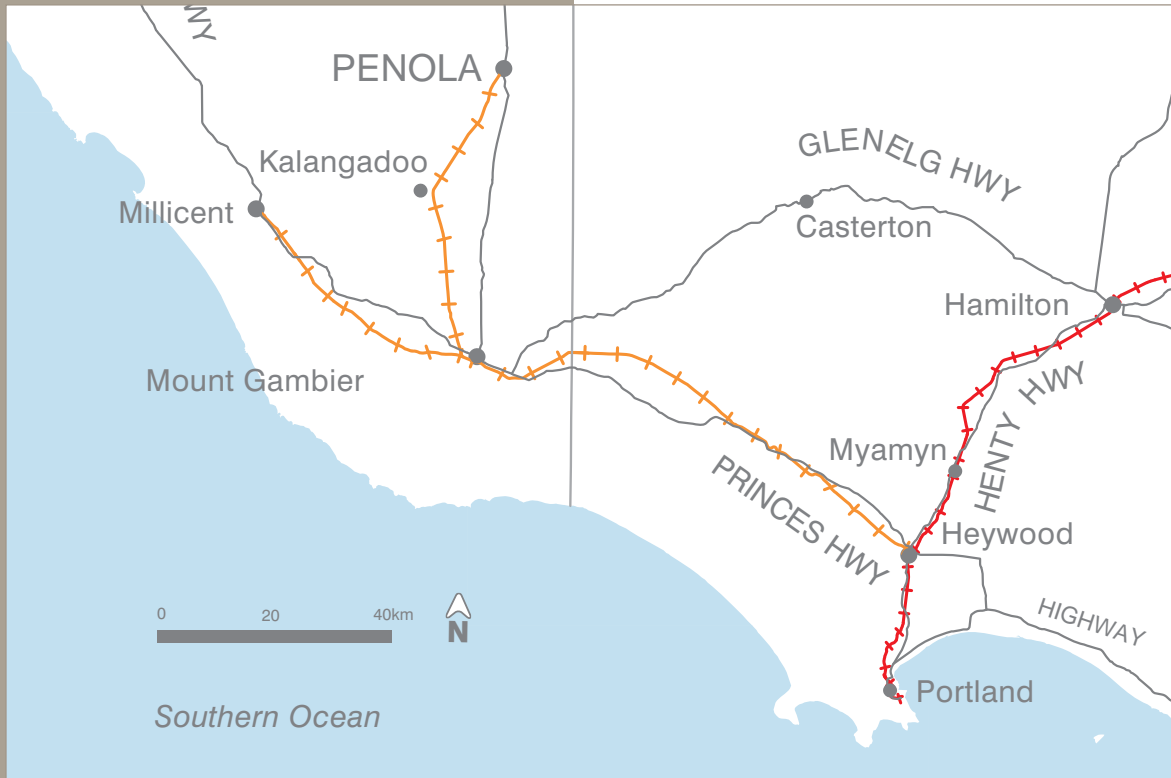 WY
PENOLA
Kalangadoo
Millicent
GLENELG HWY
Casterton
Hamilton
Mount Gambier
HENTY HWY
Myamyn
PRINCES HWY
Heywood
0 20 40km
N
HIGHWAY
Portland
Southern Ocean